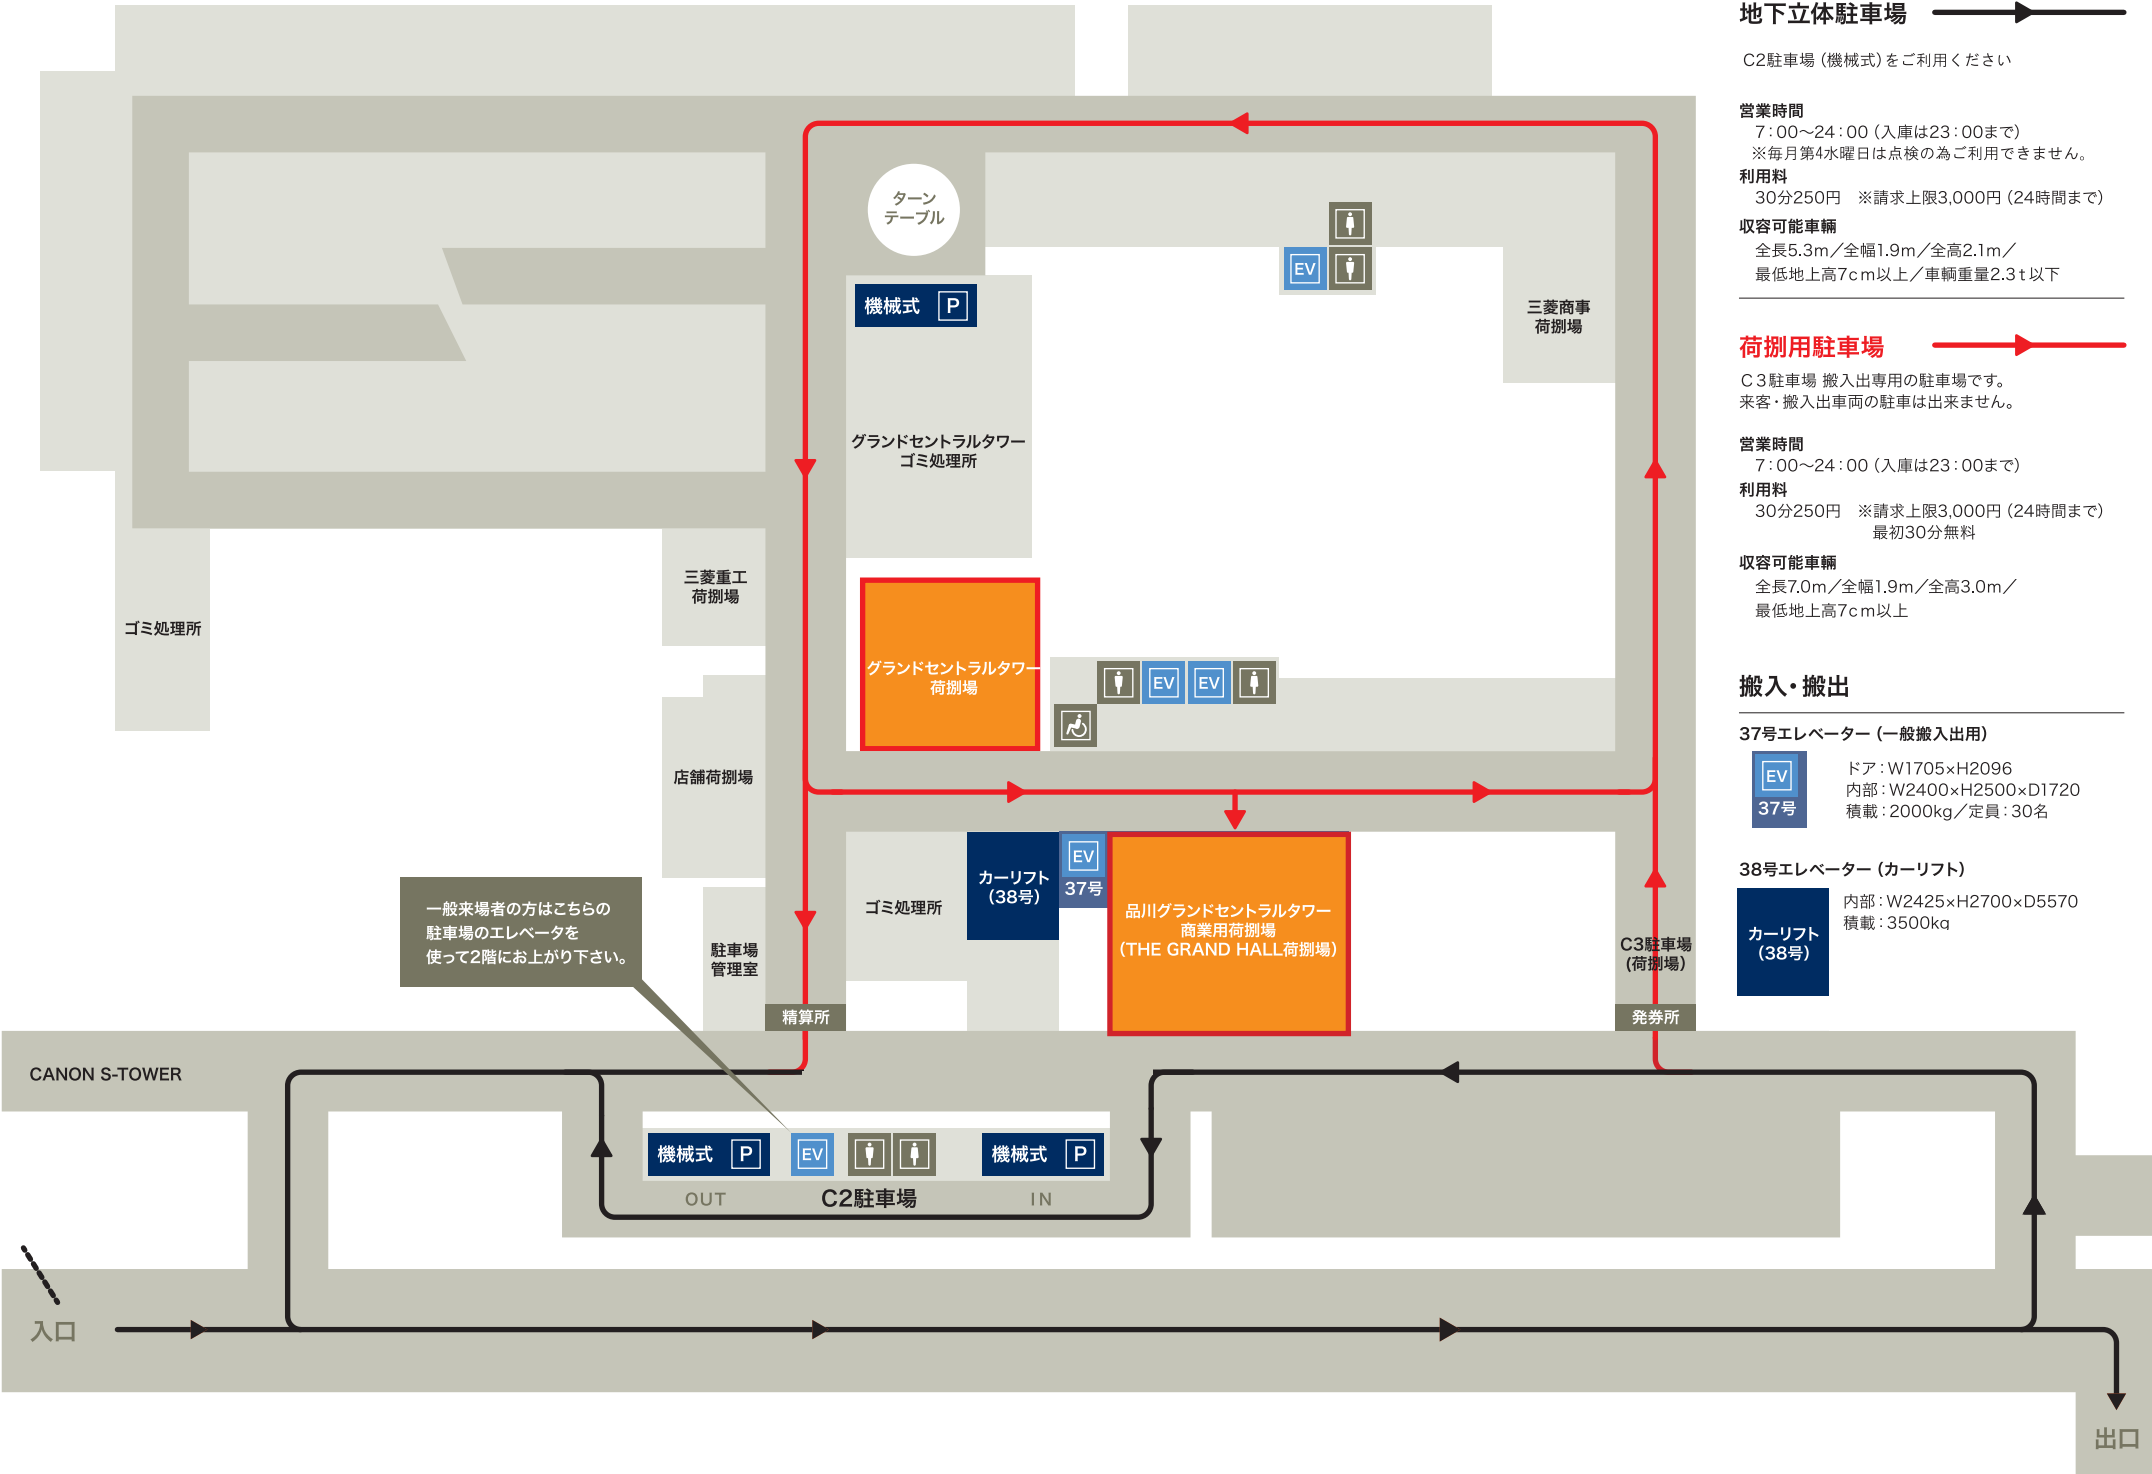 地下立体駐車場
C2駐車場（機械式）をご利用ください
営業時間
7：00〜24：00（入庫は23：00まで）
※毎月第4水曜日は点検の為ご利用できません。
利用料
30分250円　※請求上限3,000円（24時間まで）
収容可能車輛
全長5.3m／全幅1.9m／全高2.1m／
最低地上高7cm以上／車輌重量2.3t以下
荷捌用駐車場
C3駐車場 搬入出専用の駐車場です。
来客・搬入出車両の駐車は出来ません。
営業時間
7：00〜24：00（入庫は23：00まで）
利用料
30分250円　※請求上限3,000円（24時間まで）
最初30分無料
収容可能車輛
全長7.0m／全幅1.9m／全高3.0m／
最低地上高7cm以上
搬入・搬出
37号エレベーター（一般搬入出用）
EV
37号
ドア：W1705×H2096
内部：W2400×H2500×D1720
積載：2000kg／定員：30名
38号エレベーター（カーリフト）
カーリフト
（38号）
内部：W2425×H2700×D5570
積載：3500kg
ターン
テーブル
機械式 P
EV
三菱商事
荷捌場
グランドセントラルタワー
ゴミ処理所
三菱重工
荷捌場
ゴミ処理所
グランドセントラルタワー
荷捌場
EV EV
店舗荷捌場
カーリフト
（38号）
EV
37号
ゴミ処理所
品川グランドセントラルタワー
商業用荷捌場
（THE GRAND HALL荷捌場）
一般来場者の方はこちらの
駐車場のエレベータを
使って2階にお上がり下さい。
駐車場
管理室
C3駐車場
（荷捌場）
精算所
発券所
CANON S-TOWER
機械式 P
EV
機械式 P
OUT
C2駐車場
IN
入口
出口